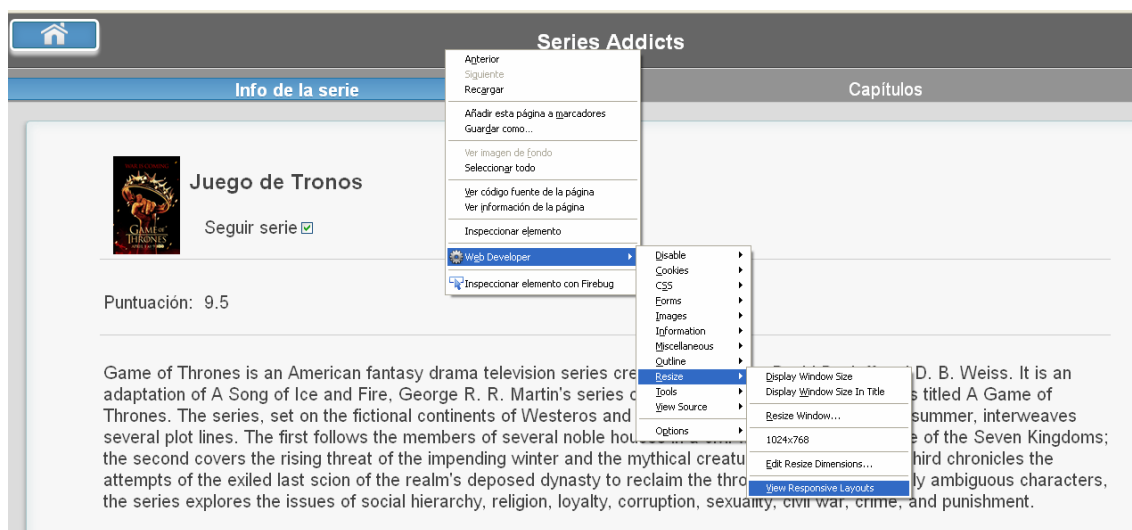 Series Addicts
Info de la serie
Capítulos
Juego de Tronos
Seguir serie
GAME OF
THRONES
Puntuación: 9.5
Game of Thrones is an American fantasy drama television series cre D. B. Weiss. It is an
adaptation of A Song of Ice and Fire, George R. R. Martin's series o s titled A Game of
Thrones. The series, set on the fictional continents of Westeros and summer, interweaves
several plot lines. The first follows the members of several noble houses in a civil e of the Seven Kingdoms;
the second covers the rising threat of the impending winter and the mythical creatu hird chronicles the
attempts of the exiled last scion of the realm's deposed dynasty to reclaim the thro ly ambiguous characters,
the series explores the issues of social hierarchy, religion, loyalty, corruption, sexuality, civil war, crime, and punishment.
Anterior
Siguiente
Recargar
Añadir esta página a marcadores
Guardar como...
Ver imagen de fondo
Seleccionar todo
Ver código fuente de la página
Ver información de la página
Inspeccionar elemento
Web Developer
Inspeccionar elemento con Firebug
Disable
Cookies
CSS
Forms
Images
Information
Miscellaneous
Outline
Resize
Tools
View Source
Options
Display Window Size
Display Window Size In Title
Resize Window...
1024x768
Edit Resize Dimensions...
View Responsive Layouts